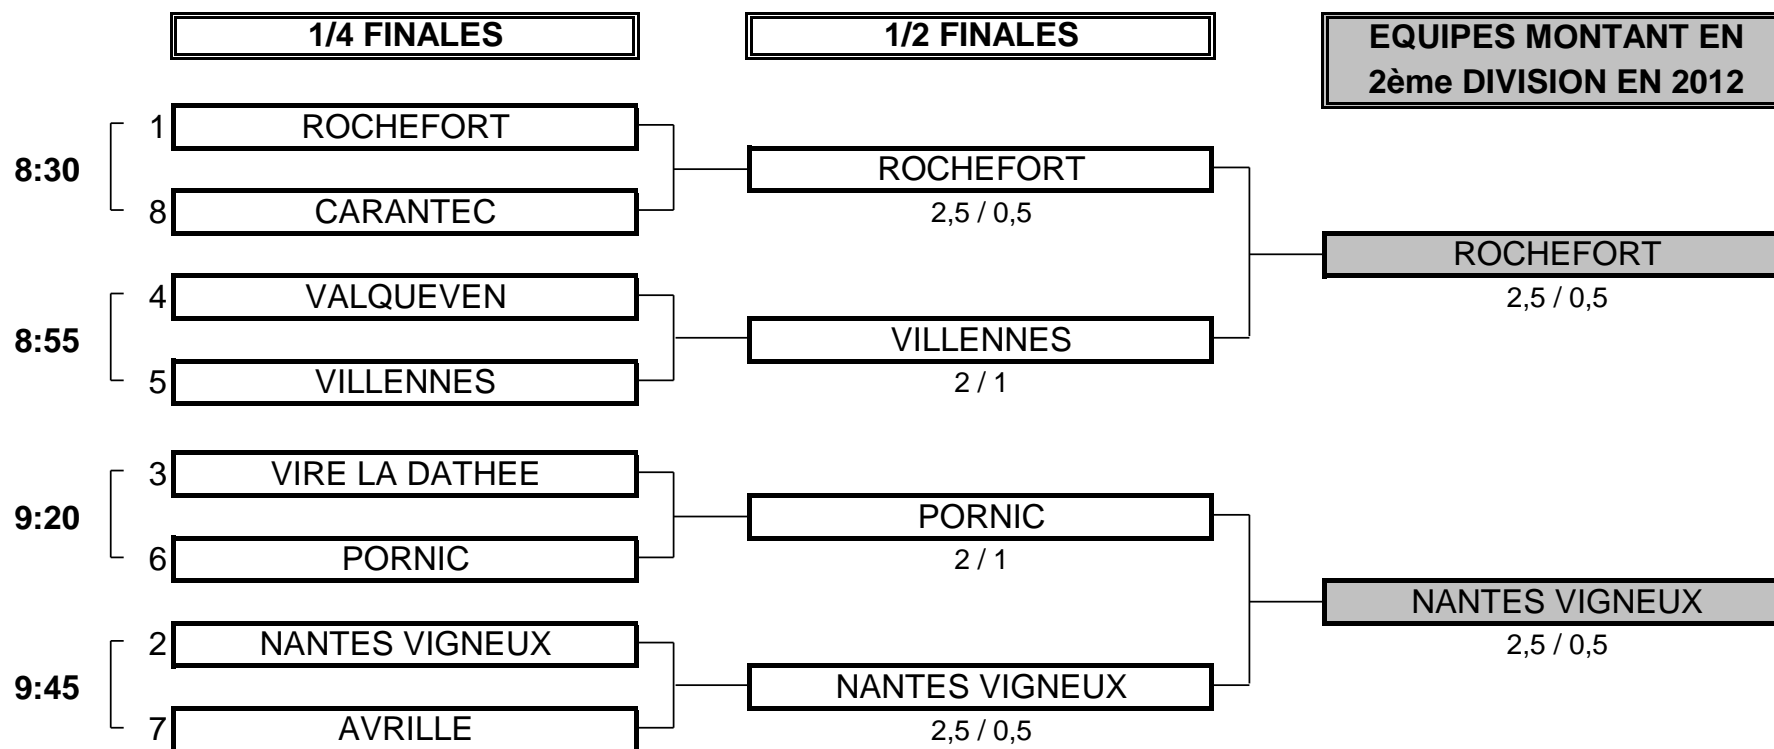 1/4 FINALES
1/2 FINALES
EQUIPES MONTANT EN
2ème DIVISION EN 2012
8:30
1 ROCHEFORT
8 CARANTEC
ROCHEFORT
2,5 / 0,5
8:55
4 VALQUEVEN
5 VILLENNES
VILLENNES
2 / 1
ROCHEFORT
2,5 / 0,5
9:20
3 VIRE LA DATHEE
6 PORNIC
PORNIC
2 / 1
9:45
2 NANTES VIGNEUX
7 AVRILLE
NANTES VIGNEUX
2,5 / 0,5
NANTES VIGNEUX
2,5 / 0,5